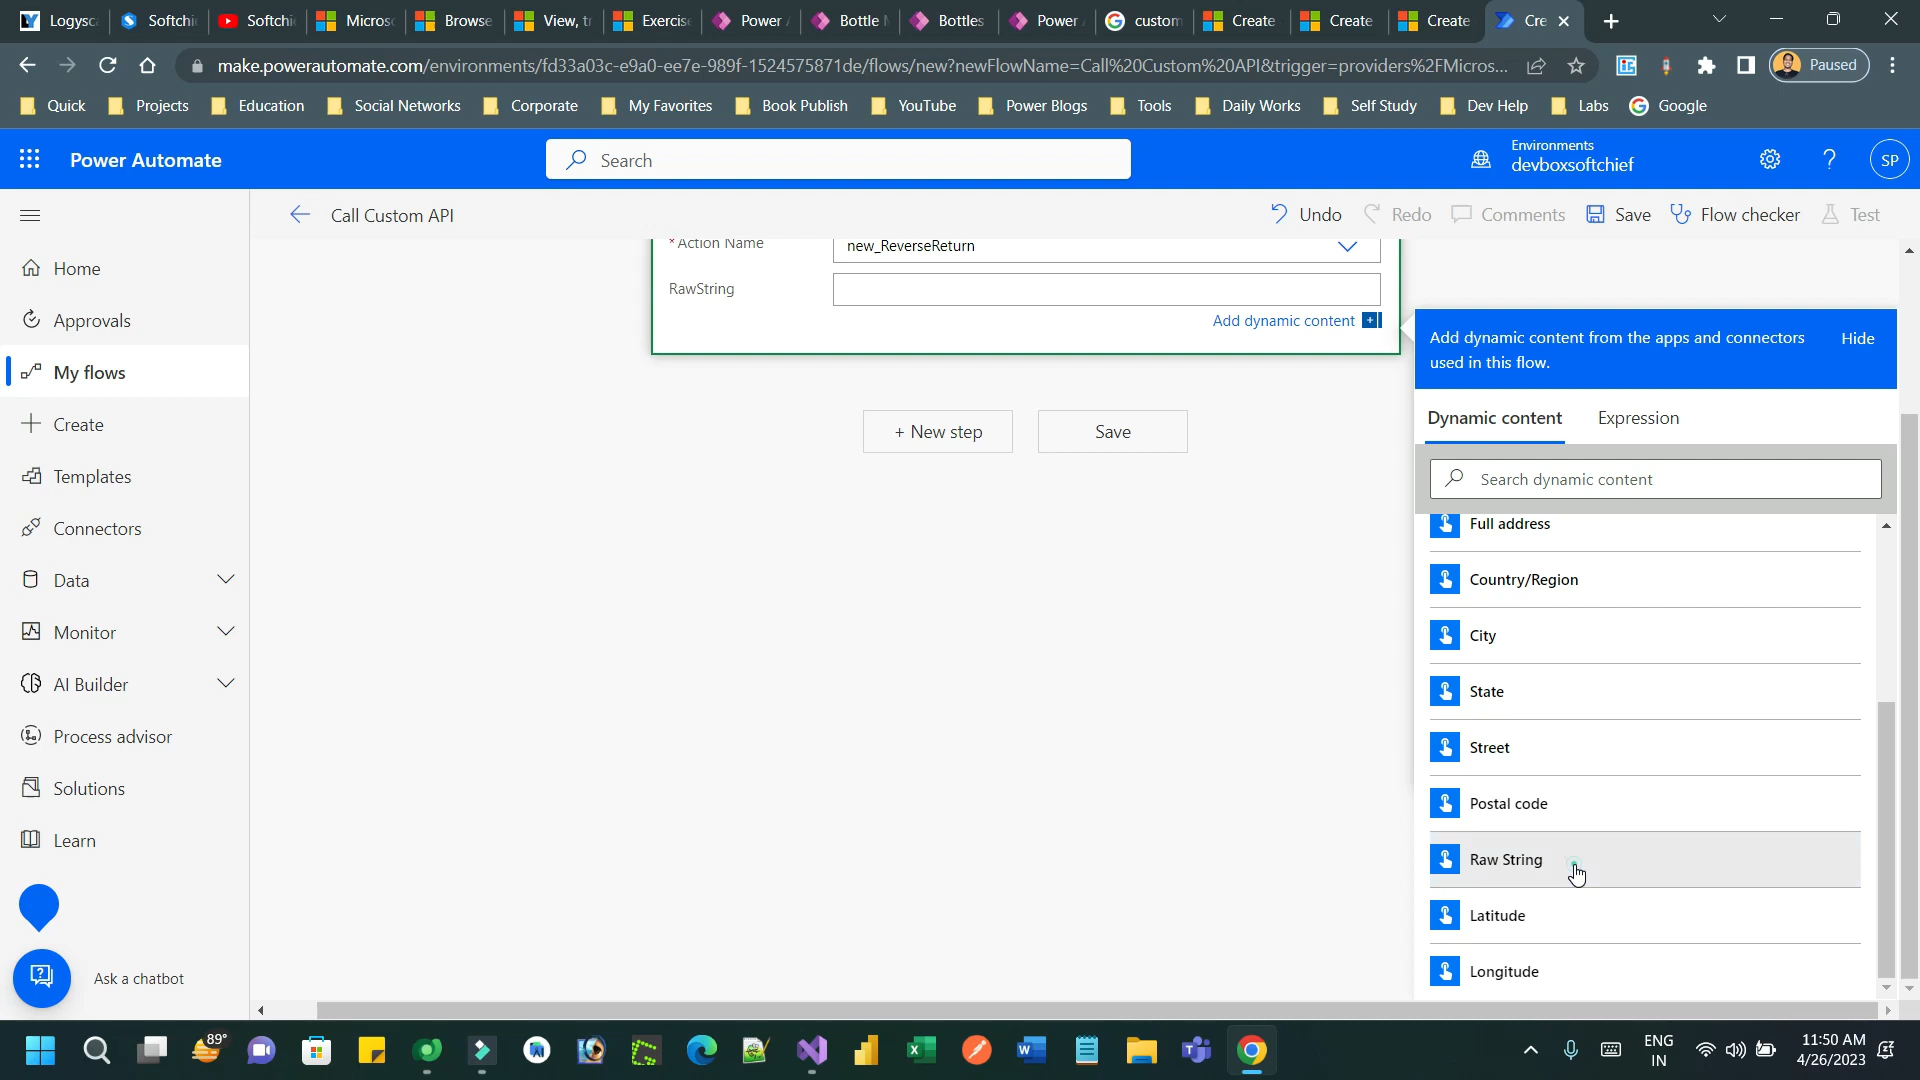 Logysca
Softchi
Softchi
Micros
Browse
View, t
Exercis
Power A
Bottle M
Bottles
Power
custom
Create
Create
Create
Cre
make.powerautomate.com/environments/fd33a03c-e9a0-ee7e-989f-1524575871de/flows/new?newFlowName=Call%20Custom%20API&trigger=providers%2FMicros...
Paused
Quick
Projects
Education
Social Networks
Corporate
My Favorites
Book Publish
YouTube
Power Blogs
Tools
Daily Works
Self Study
Dev Help
Labs
Google
Power Automate
Search
Environments
devboxsoftchief
SP
Call Custom API
Undo
Redo
Comments
Save
Flow checker
Test
Home
Approvals
My flows
Create
Templates
Connectors
Data
Monitor
AI Builder
Process advisor
Solutions
Learn
Ask a chatbot
* Action Name
new_ReverseReturn
RawString
Add dynamic content
+ New step
Save
Add dynamic content from the apps and connectors
used in this flow.
Hide
Dynamic content
Expression
Search dynamic content
Full address
Country/Region
City
State
Street
Postal code
Raw String
Latitude
Longitude
89°
ENG
IN
11:50 AM
4/26/2023